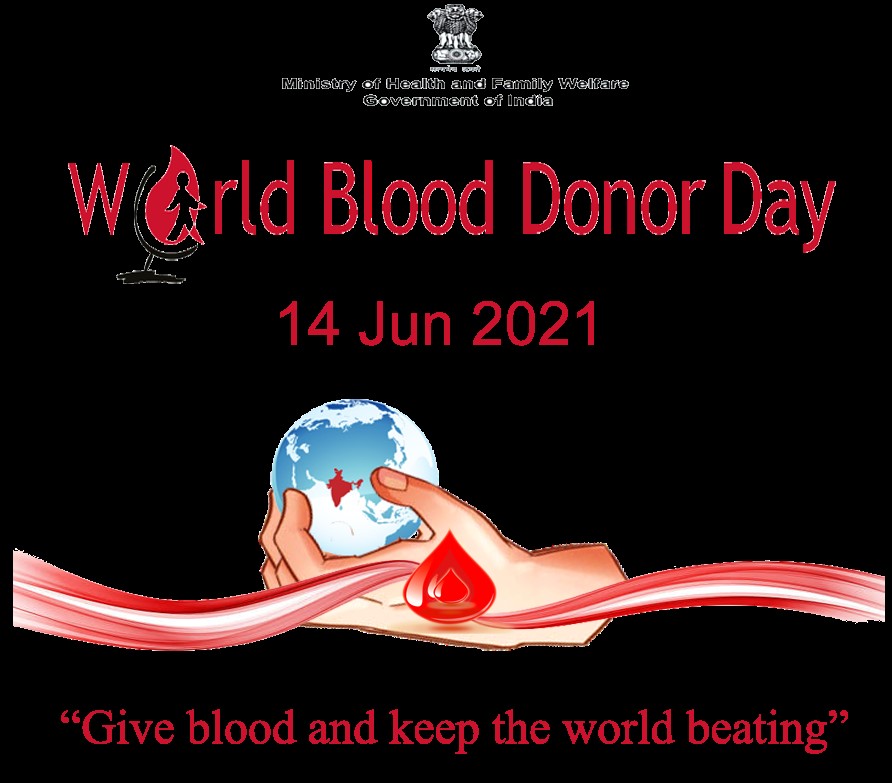 Ministry of Health and Family Welfare
Government of India
World Blood Donor Day
14 Jun 2021
“Give blood and keep the world beating”